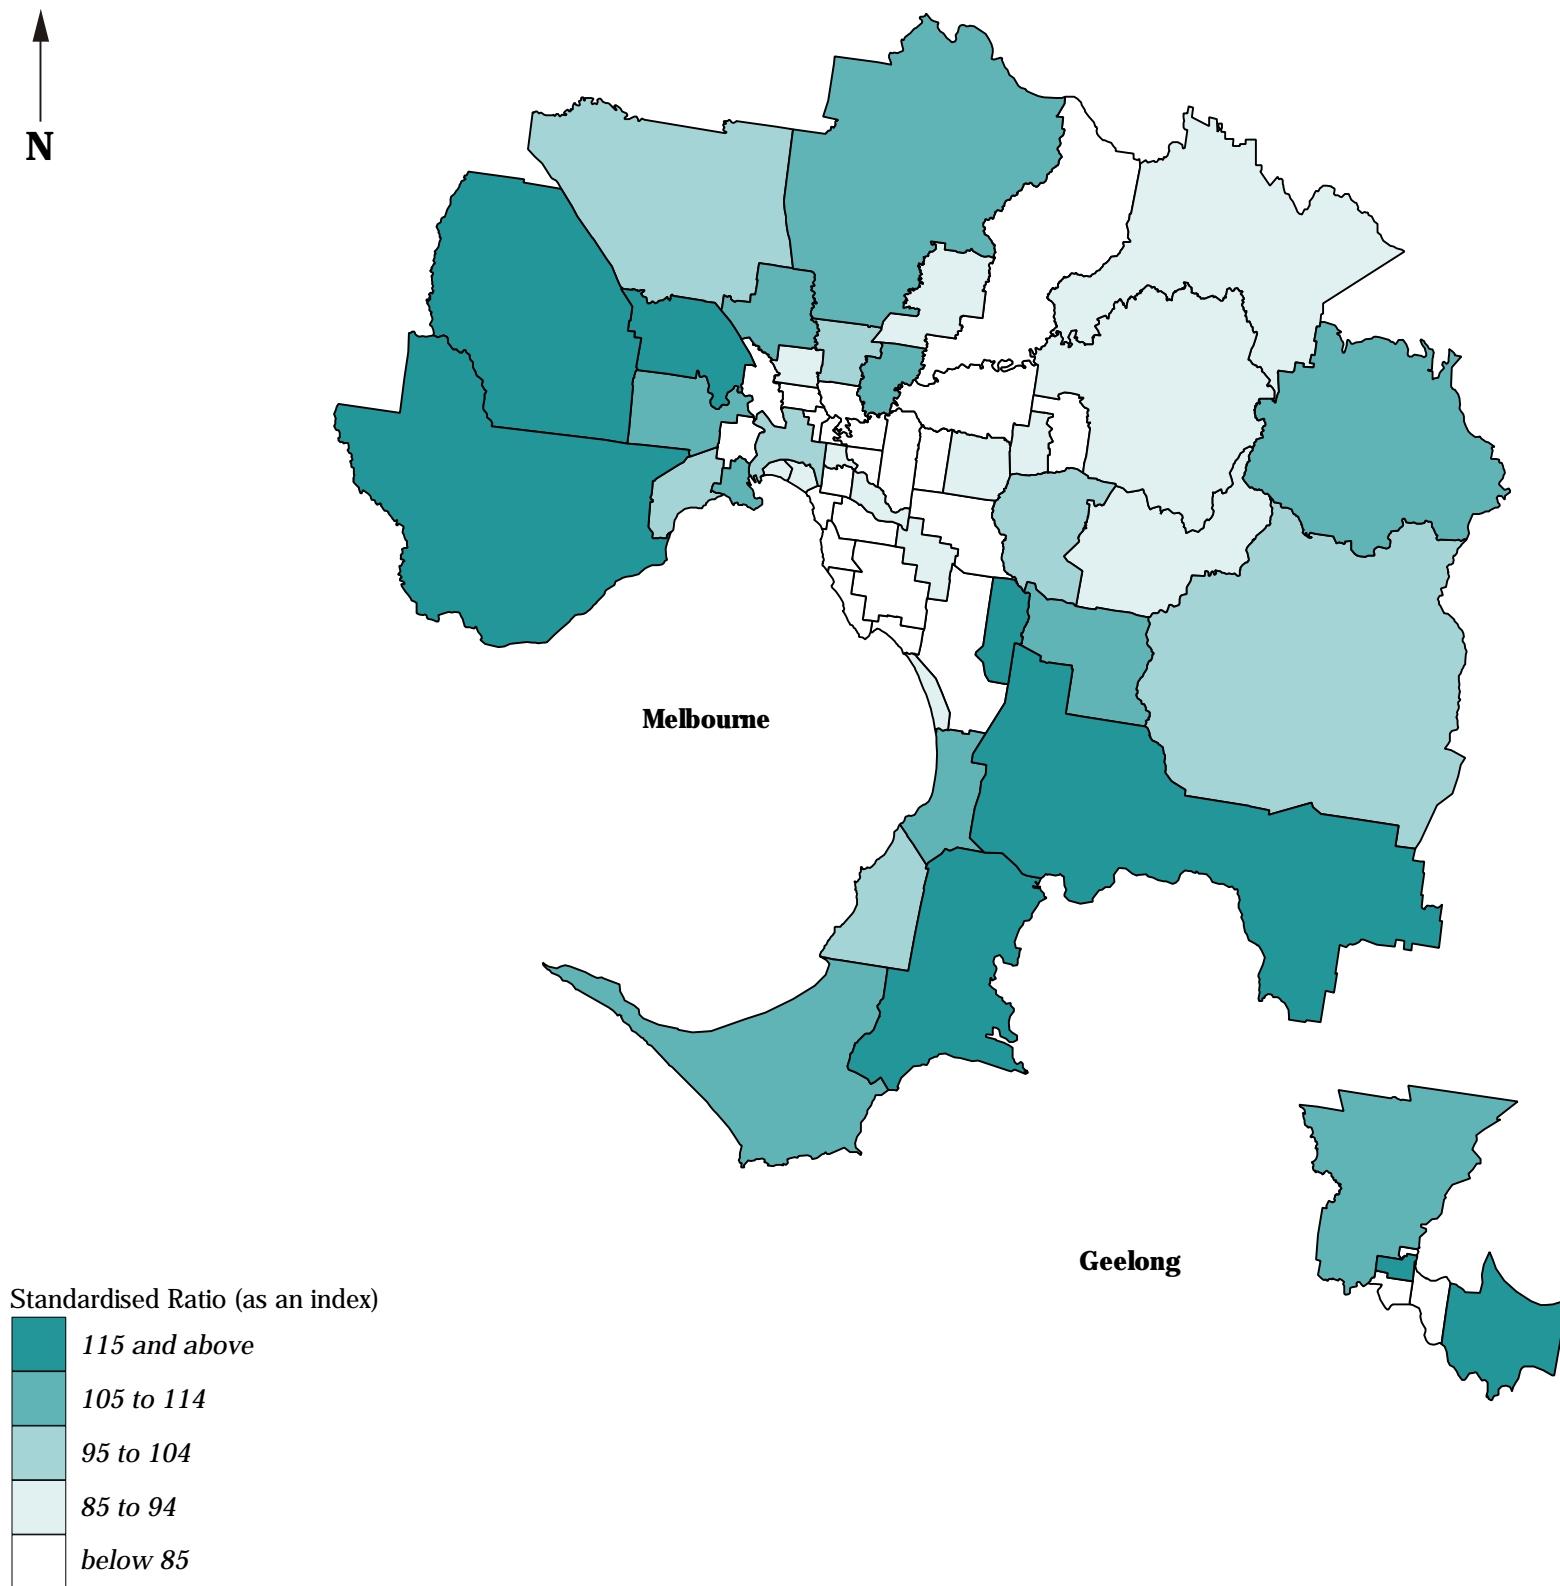 N
Melbourne
Geelong
Standardised Ratio (as an index)
115 and above
105 to 114
95 to 104
85 to 94
below 85